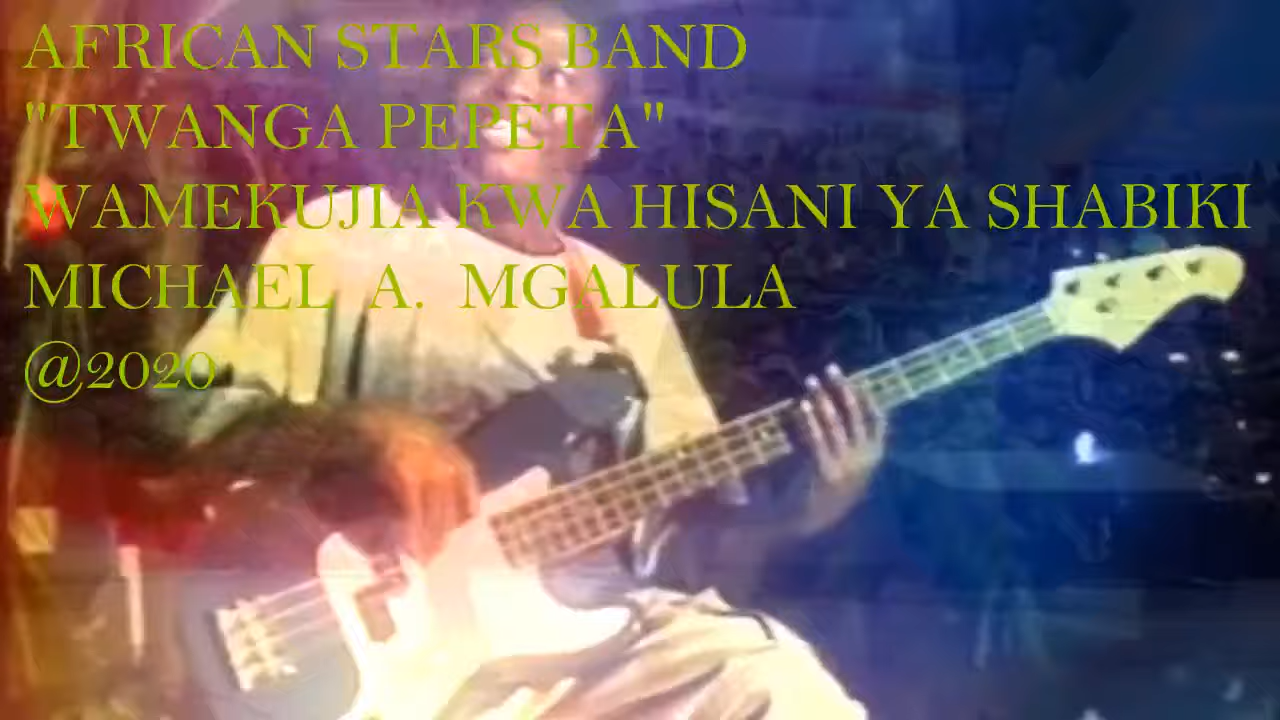 AFRICAN STARS BAND
"TWANGA PEPETA"
WAMEKUJIA KWA HISANI YA SHABIKI
MICHAEL A. MGALULA
@2020